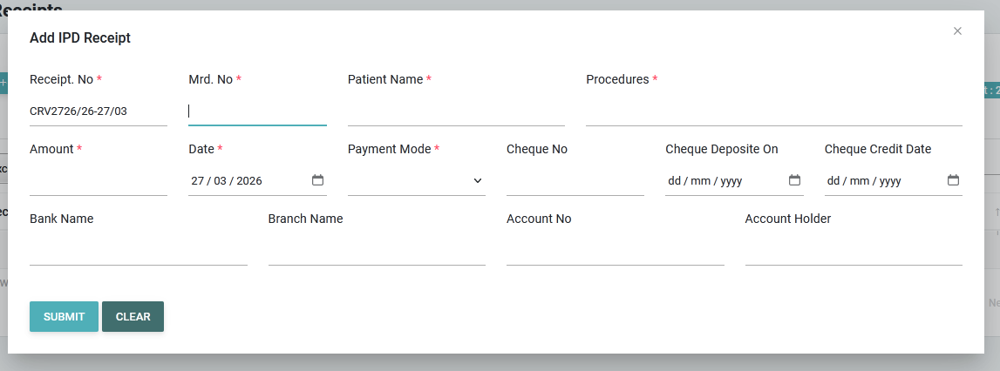 Receipts
Add IPD Receipt
×
Receipt. No * Mrd. No * Patient Name * Procedures *
CRV2726/26-27/03
Amount * Date * Payment Mode * Cheque No Cheque Deposite On Cheque Credit Date
27 / 03 / 2026 dd / mm / yyyy dd / mm / yyyy
Bank Name Branch Name Account No Account Holder
SUBMIT CLEAR